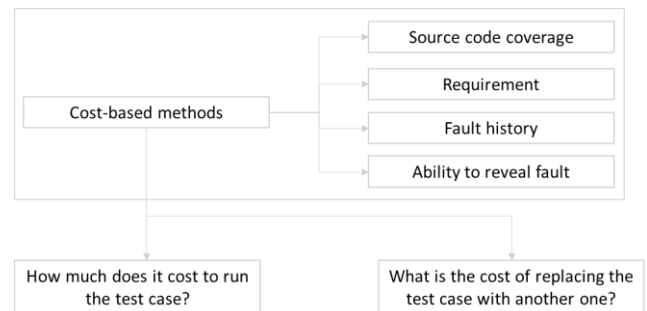 Source code coverage
Requirement
Cost-based methods
Fault history
Ability to reveal fault
How much does it cost to run
the test case?
What is the cost of replacing the
test case with another one?